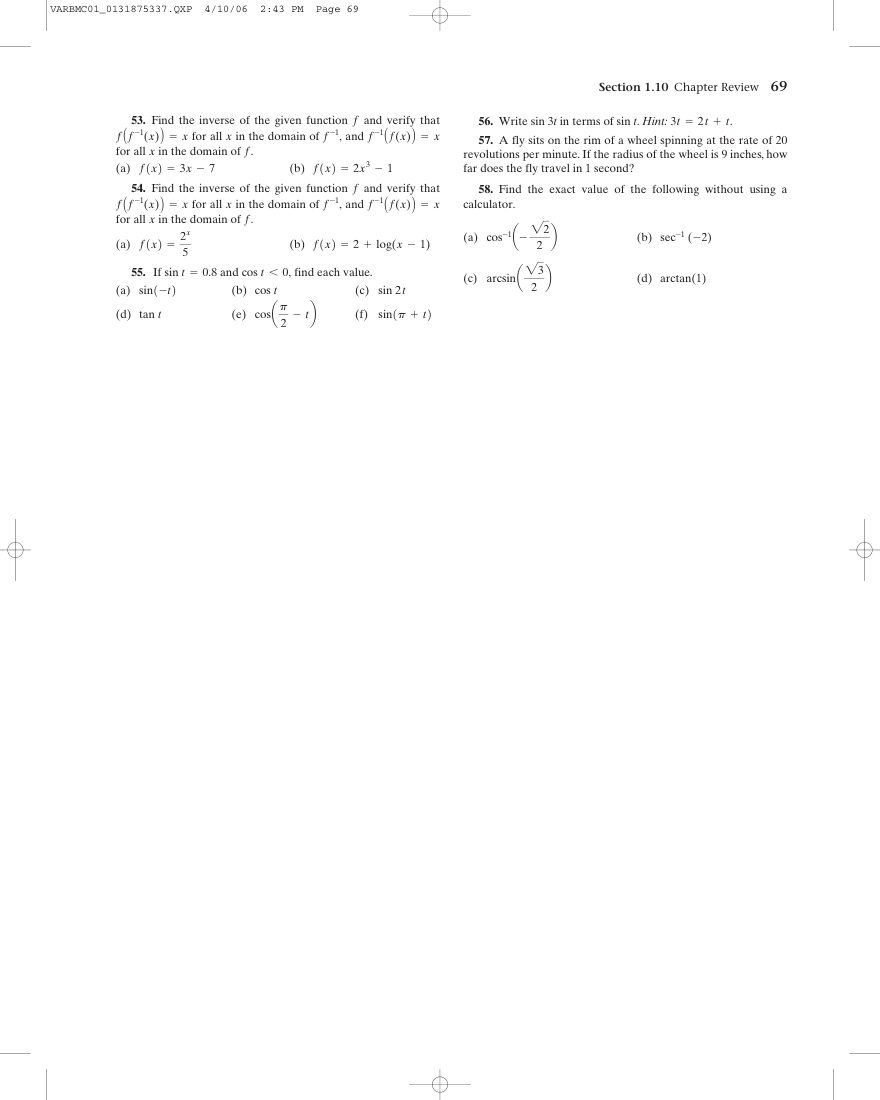 VARBMC01_0131875337.QXP 4/10/06 2:43 PM Page 69
Section 1.10 Chapter Review 69
53. Find the inverse of the given function f and verify that
f(f⁻¹(x)) = x for all x in the domain of f⁻¹, and f⁻¹(f(x)) = x
for all x in the domain of f.
(a) f(x) = 3x − 7 (b) f(x) = 2x³ − 1
54. Find the inverse of the given function f and verify that
f(f⁻¹(x)) = x for all x in the domain of f⁻¹, and f⁻¹(f(x)) = x
for all x in the domain of f.
(a) f(x) = 2ˣ/5 (b) f(x) = 2 + log(x − 1)
55. If sin t = 0.8 and cos t < 0, find each value.
(a) sin(−t) (b) cos t (c) sin 2t
(d) tan t (e) cos(π/2 − t) (f) sin(π + t)
56. Write sin 3t in terms of sin t. Hint: 3t = 2t + t.
57. A fly sits on the rim of a wheel spinning at the rate of 20
revolutions per minute. If the radius of the wheel is 9 inches, how
far does the fly travel in 1 second?
58. Find the exact value of the following without using a
calculator.
(a) cos⁻¹(−√2/2) (b) sec⁻¹ (−2)
(c) arcsin(√3/2) (d) arctan(1)